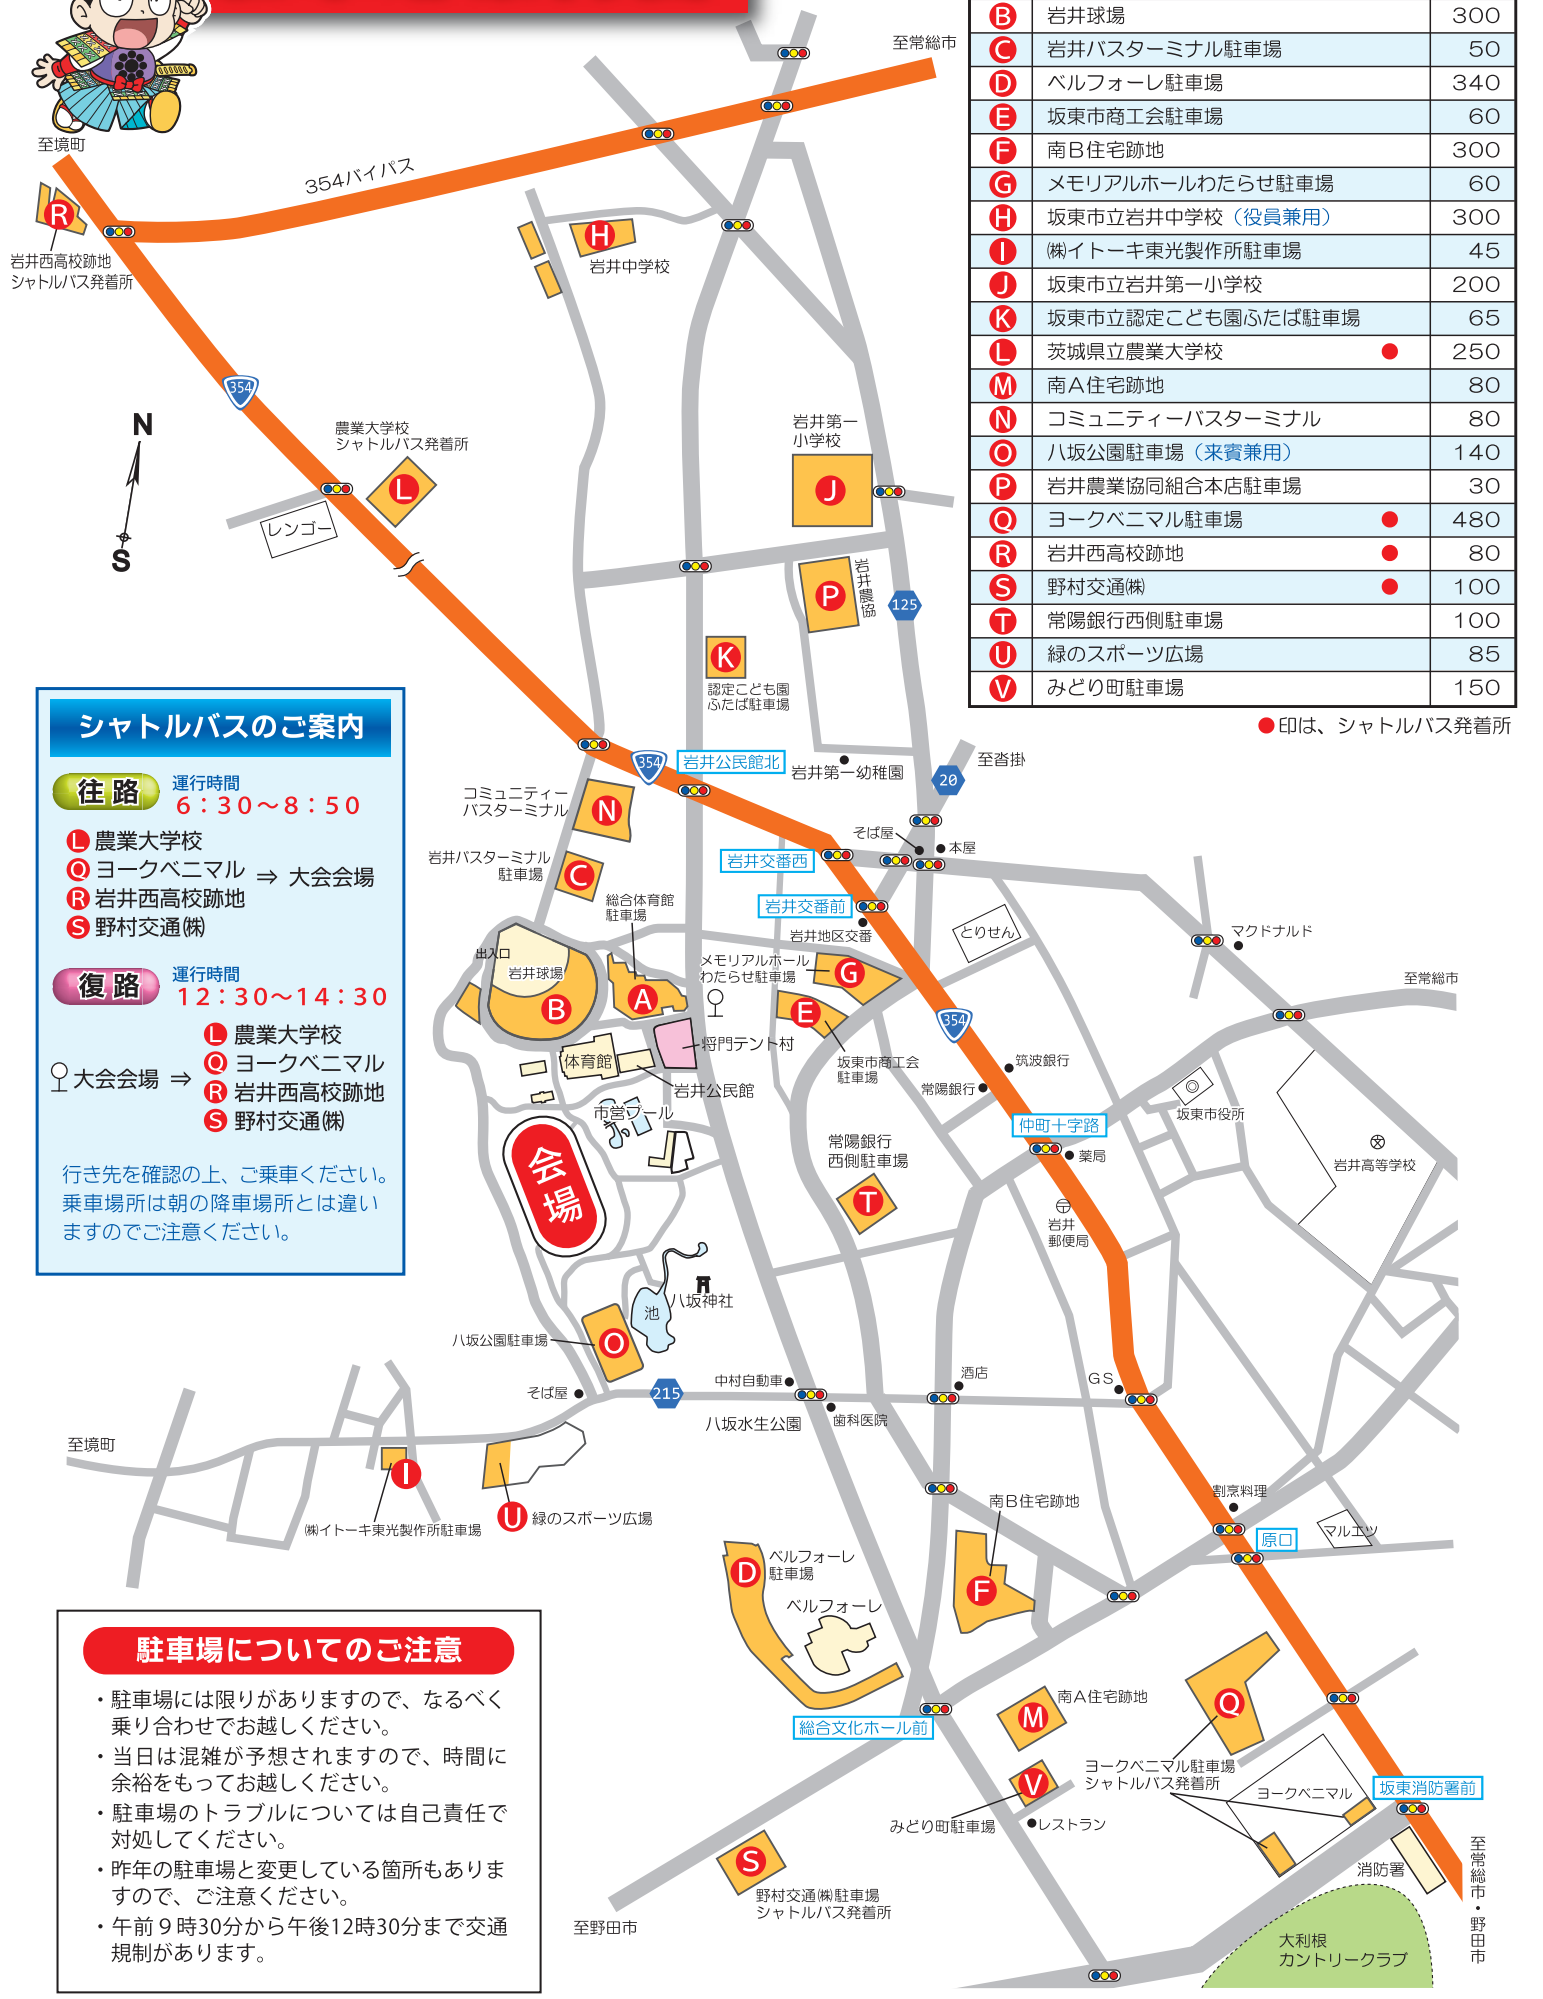 B 岩井球場 300
C 岩井バスターミナル駐車場 50
D ベルフォーレ駐車場 340
E 坂東市商工会駐車場 60
F 南B住宅跡地 300
G メモリアルホールわたらせ駐車場 60
H 坂東市立岩井中学校（役員兼用） 300
I ㈱イトーキ東光製作所駐車場 45
J 坂東市立岩井第一小学校 200
K 坂東市立認定こども園ふたば駐車場 65
L 茨城県立農業大学校 ● 250
M 南A住宅跡地 80
N コミュニティーバスターミナル 80
O 八坂公園駐車場（来賓兼用） 140
P 岩井農業協同組合本店駐車場 30
Q ヨークベニマル駐車場 ● 480
R 岩井西高校跡地 ● 80
S 野村交通㈱ ● 100
T 常陽銀行西側駐車場 100
U 緑のスポーツ広場 85
V みどり町駐車場 150
●印は、シャトルバス発着所
至常総市
至境町
354バイパス
R
岩井西高校跡地
シャトルバス発着所
H
岩井中学校
354
N
S
農業大学校
シャトルバス発着所
L
レンゴー
岩井第一
小学校
J
P
岩井農協
125
K
認定こども園
ふたば駐車場
354
岩井公民館北
岩井第一幼稚園
至沓掛
20
そば屋
本屋
コミュニティー
バスターミナル
N
岩井バスターミナル
駐車場
C
岩井交番西
岩井交番前
岩井地区交番
とりせん
マクドナルド
至常総市
総合体育館
駐車場
出入口
岩井球場
B
A
メモリアルホール
わたらせ駐車場
G
E
坂東市商工会
駐車場
354
将門テント村
体育館
岩井公民館
市営プール
会場
筑波銀行
常陽銀行
坂東市役所
仲町十字路
薬局
文
岩井高等学校
常陽銀行
西側駐車場
T
〒
岩井
郵便局
池
八坂神社
八坂公園駐車場
O
そば屋
215
中村自動車
八坂水生公園
歯科医院
酒店
GS
至境町
I
㈱イトーキ東光製作所駐車場
U
緑のスポーツ広場
南B住宅跡地
F
割烹料理
原口
マルエツ
D
ベルフォーレ
駐車場
ベルフォーレ
総合文化ホール前
M
南A住宅跡地
Q
V
みどり町駐車場
レストラン
ヨークベニマル駐車場
シャトルバス発着所
ヨークベニマル
坂東消防署前
消防署
至常総市・野田市
S
野村交通㈱駐車場
シャトルバス発着所
至野田市
大利根
カントリークラブ
シャトルバスのご案内
往路
運行時間
6：30～8：50
L 農業大学校
Q ヨークベニマル
R 岩井西高校跡地
S 野村交通㈱
⇒ 大会会場
復路
運行時間
12：30～14：30
大会会場 ⇒
L 農業大学校
Q ヨークベニマル
R 岩井西高校跡地
S 野村交通㈱
行き先を確認の上、ご乗車ください。
乗車場所は朝の降車場所とは違い
ますのでご注意ください。
駐車場についてのご注意
・駐車場には限りがありますので、なるべく
乗り合わせでお越しください。
・当日は混雑が予想されますので、時間に
余裕をもってお越しください。
・駐車場のトラブルについては自己責任で
対処してください。
・昨年の駐車場と変更している箇所もありま
すので、ご注意ください。
・午前９時30分から午後12時30分まで交通
規制があります。